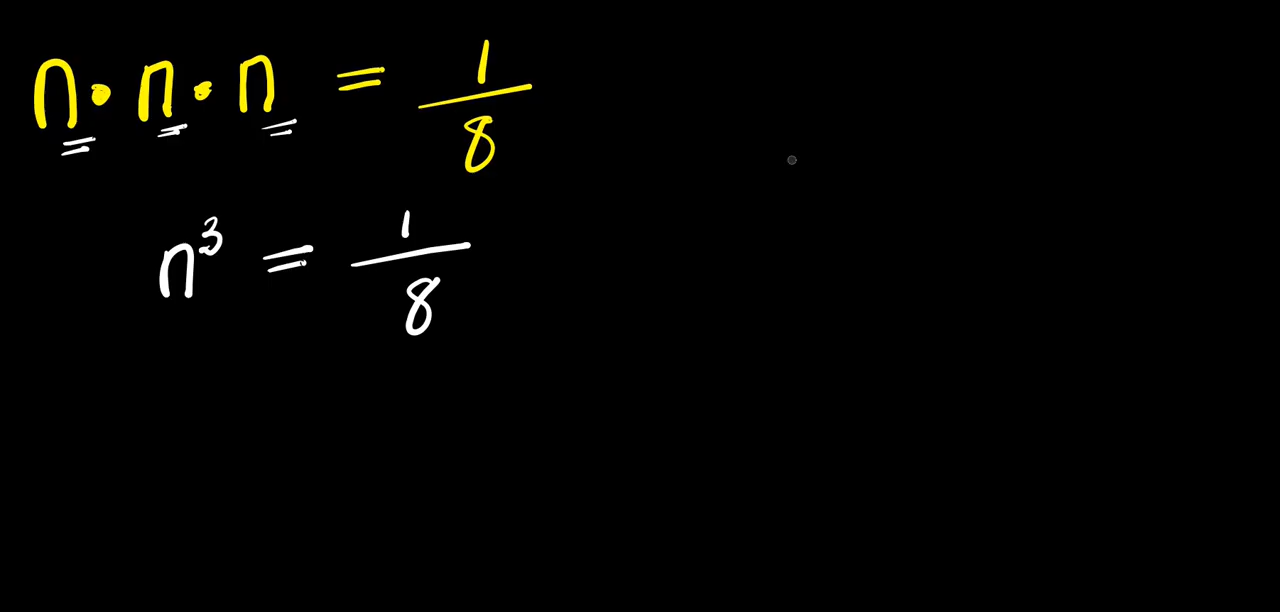 n · n · n = 1/8
n³ = 1/8